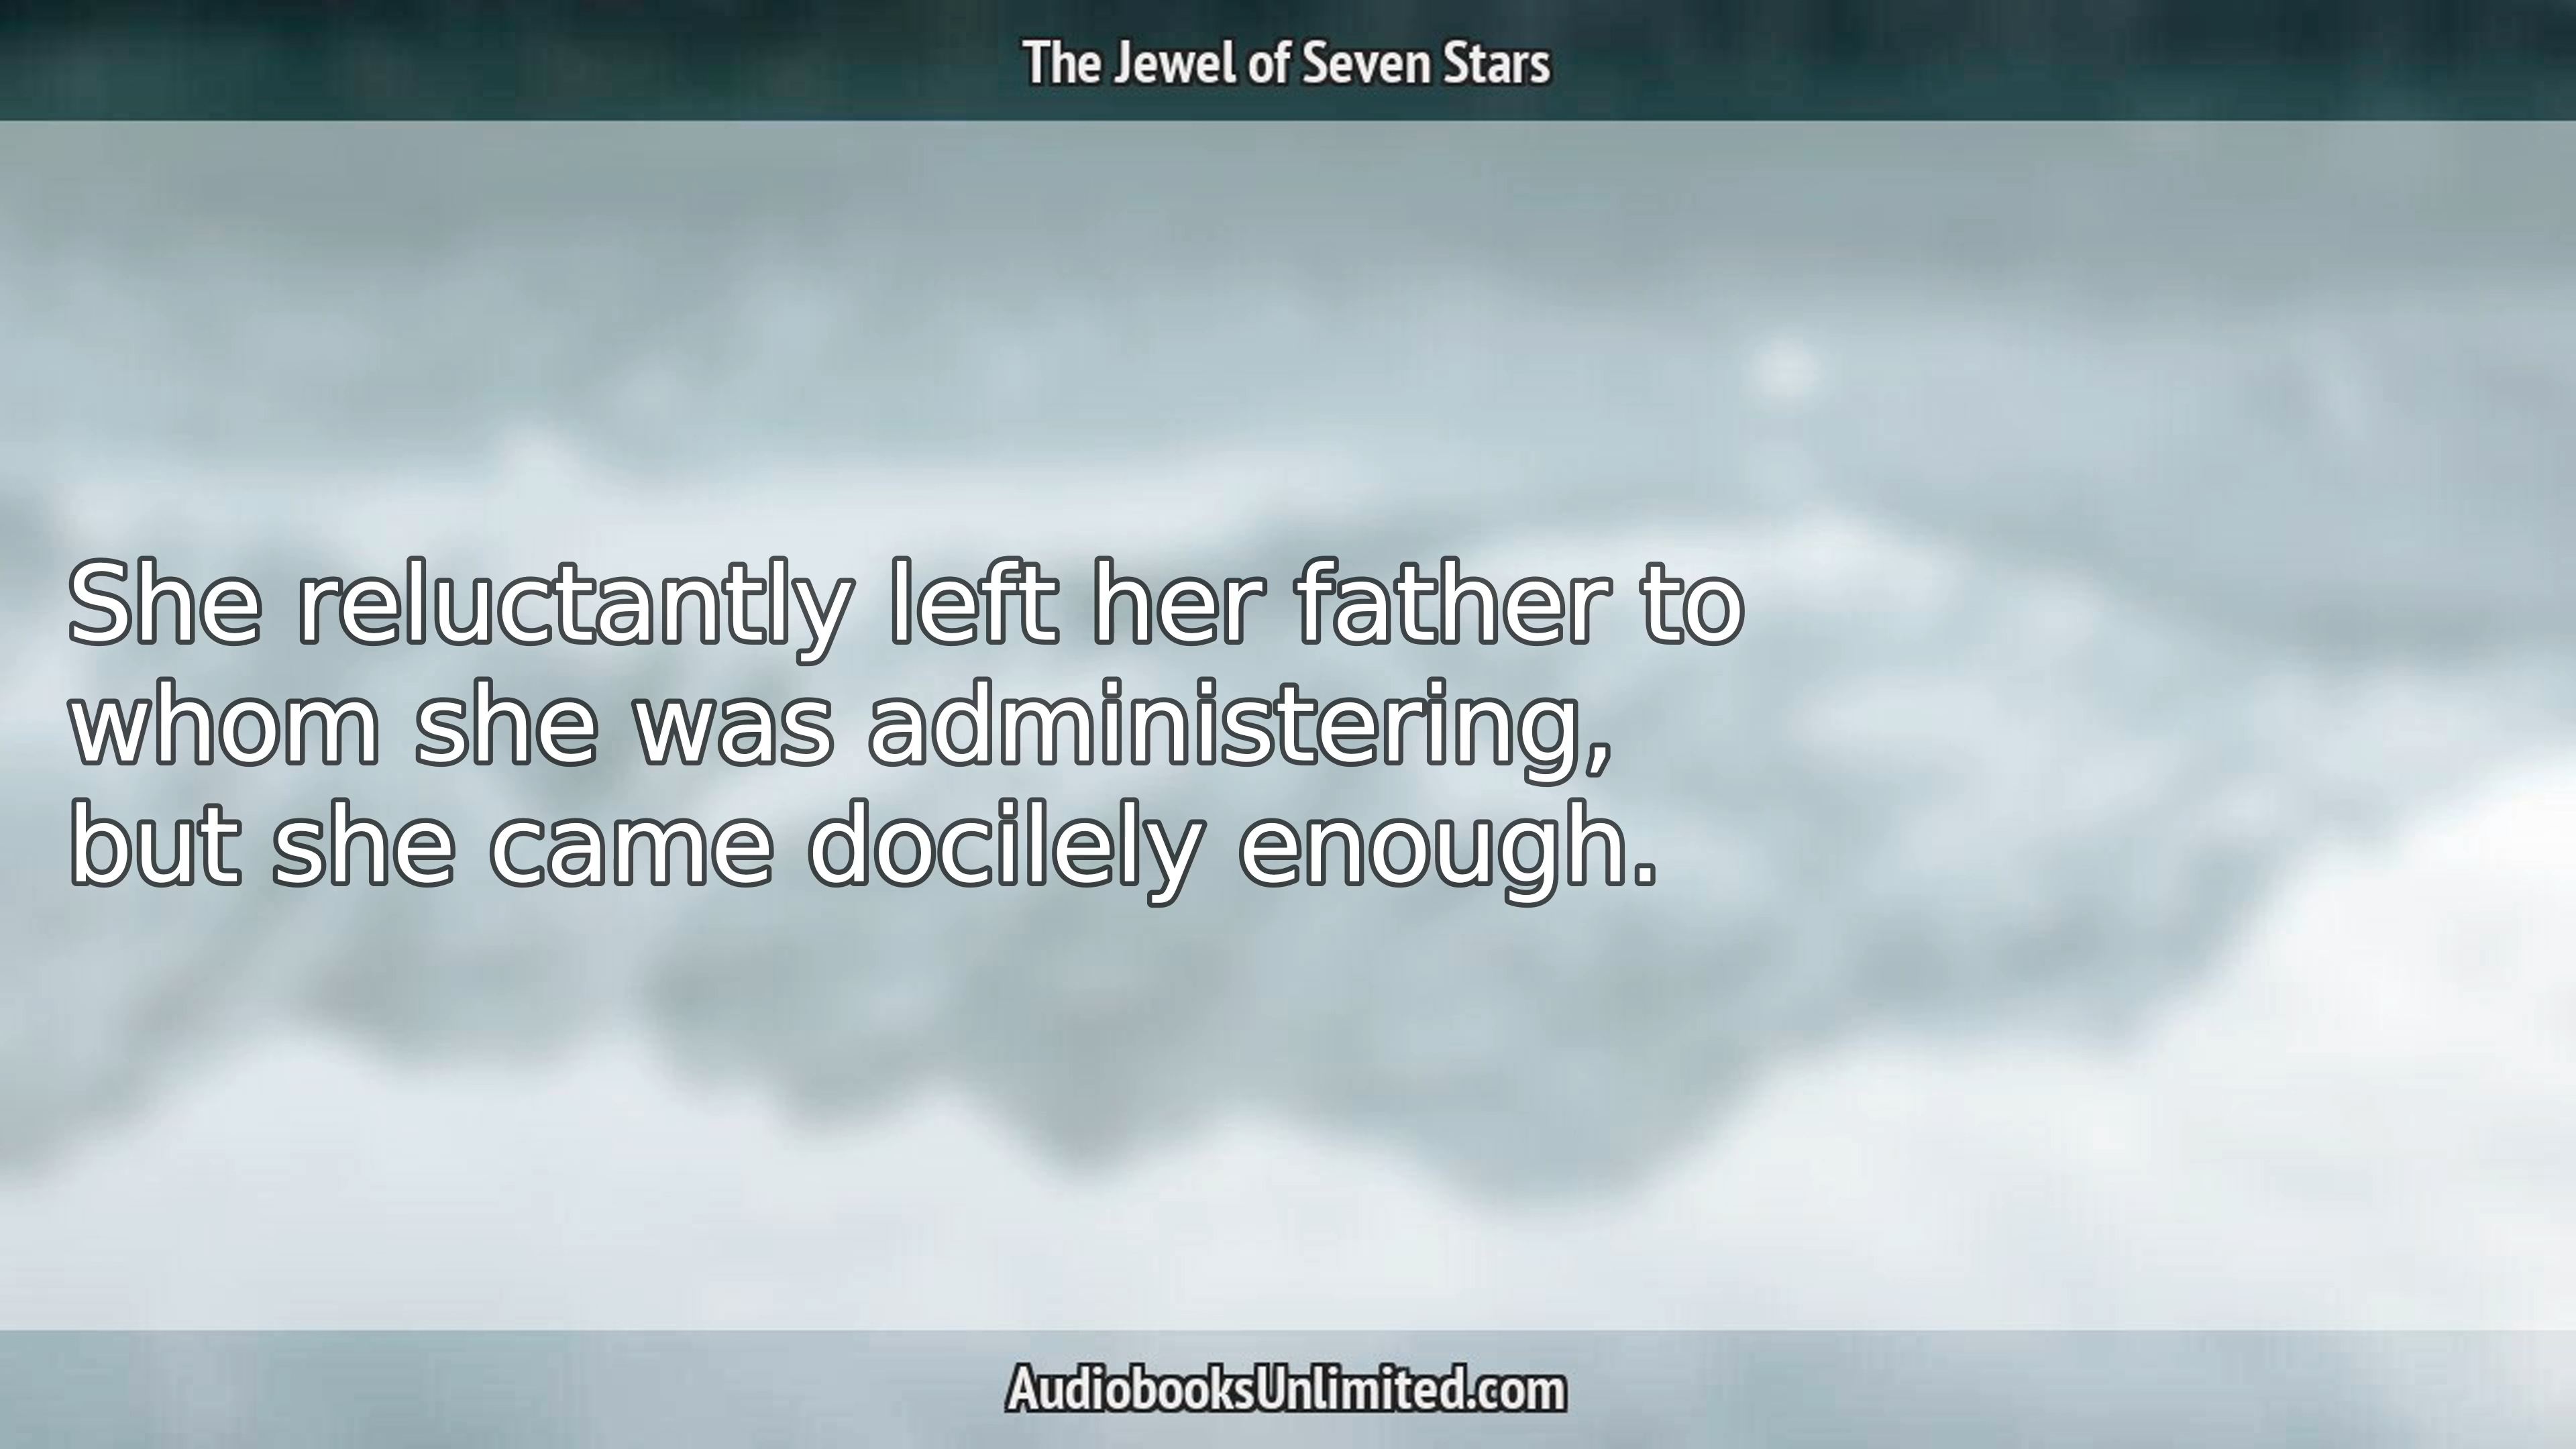 The Jewel of Seven Stars
She reluctantly left her father to
whom she was administering,
but she came docilely enough.
AudiobooksUnlimited.com